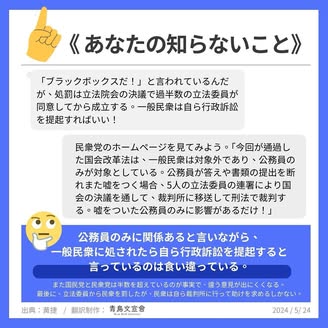 《 あなたの知らないこと》
「ブラックボックスだ！」と言われているんだ
が、処罰は立法院会の決議で過半数の立法委員が
同意してから成立する。一般民衆は自ら行政訴訟
を提起すればいい！
民衆党のホームページを見てみよう。「今回が通過し
た国会改革法は、一般民衆は対象外であり、公務員の
みが対象としている。公務員が答えや書類の提出を断
れまた嘘をつく場合、5人の立法委員の連署により国
会の決議を通して、裁判所に移送して刑法で裁判す
る。嘘をついた公務員のみに影響があるだけ！」
公務員のみに関係あると言いながら、
一般民衆に処されたら自ら行政訴訟を提起すると
言っているのは食い違っている。
また国民党と民衆党は半数を超えているのが事実で、違う意見が出にくくなる、
最後に、立法委員から民衆を罰したが、民衆は自ら裁判所に行って助けを求めるしかない。
出典：黃捷 / 翻訳制作： 青鳥文宣會
2024 / 5 / 24